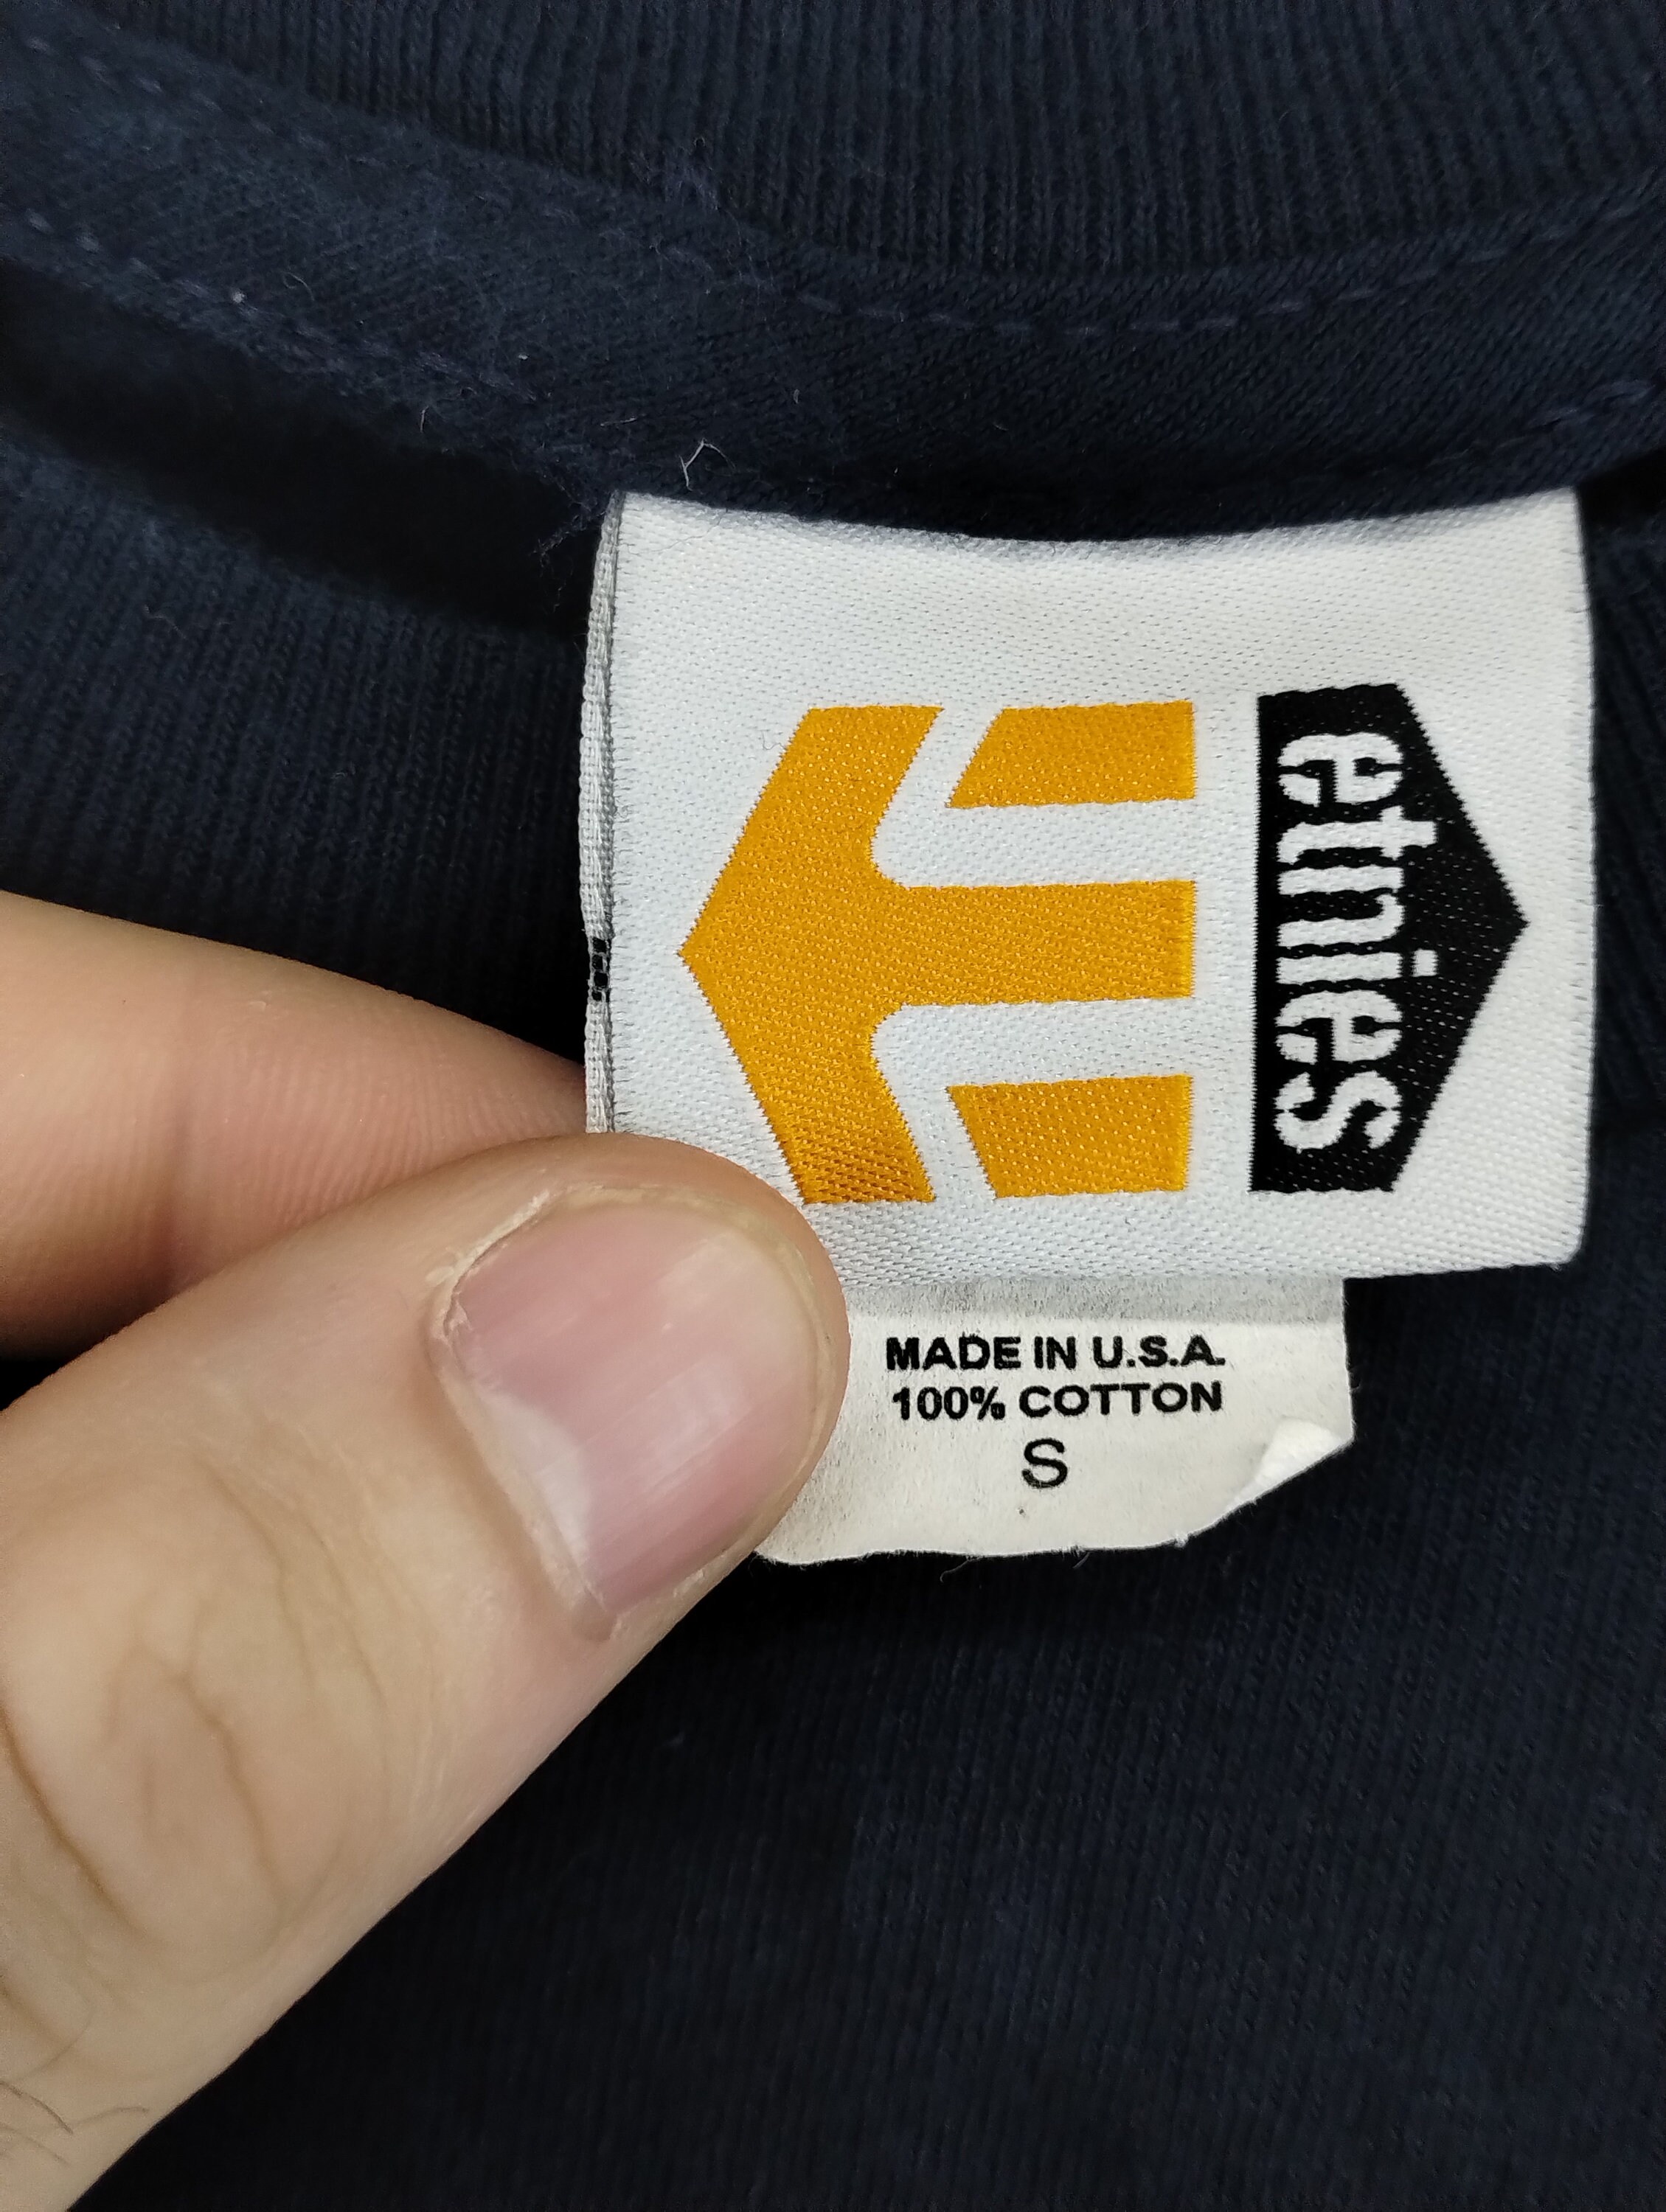 etnies
MADE IN U.S.A.
100% COTTON
S